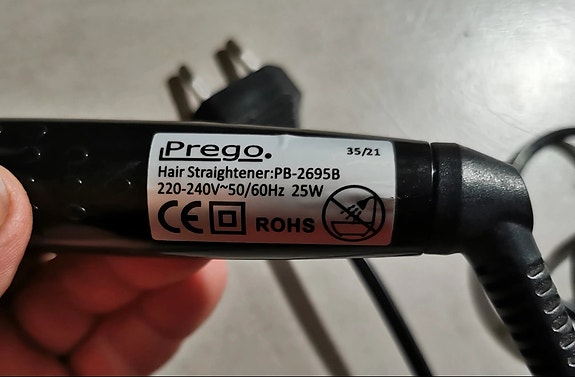 Prego.
35/21
Hair Straightener:PB-2695B
220-240V~50/60Hz 25W
CE ROHS